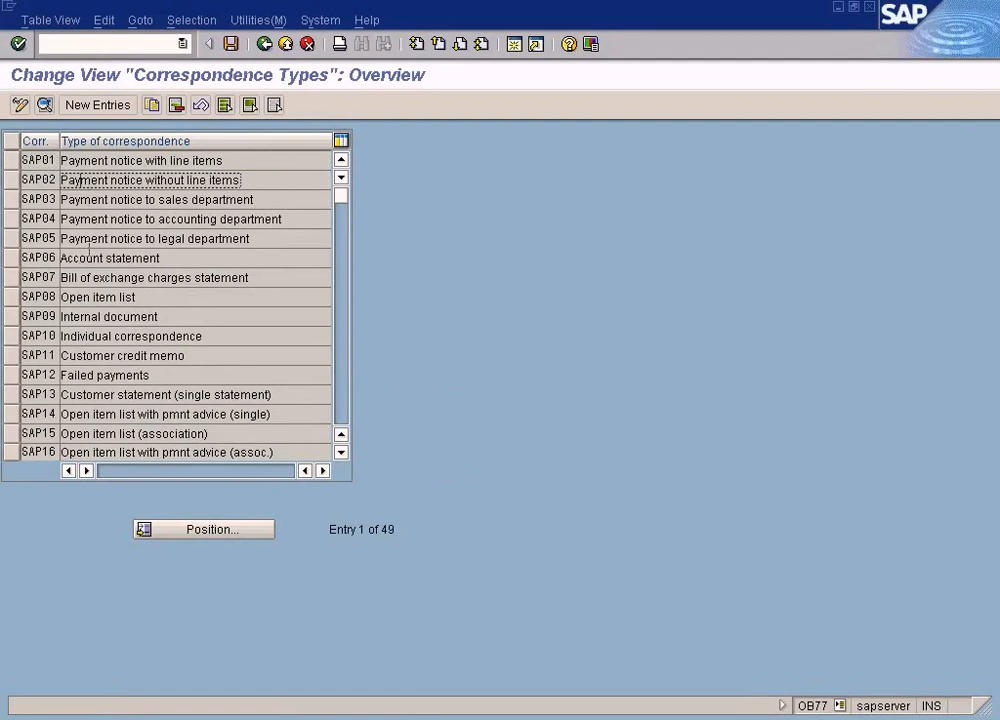 Table View Edit Goto Selection Utilities(M) System Help
SAP
Change View "Correspondence Types": Overview
New Entries
Corr. Type of correspondence
SAP01 Payment notice with line items
SAP02 Payment notice without line items
SAP03 Payment notice to sales department
SAP04 Payment notice to accounting department
SAP05 Payment notice to legal department
SAP06 Account statement
SAP07 Bill of exchange charges statement
SAP08 Open item list
SAP09 Internal document
SAP10 Individual correspondence
SAP11 Customer credit memo
SAP12 Failed payments
SAP13 Customer statement (single statement)
SAP14 Open item list with pmnt advice (single)
SAP15 Open item list (association)
SAP16 Open item list with pmnt advice (assoc.)
Position... Entry 1 of 49
OB77 sapserver INS